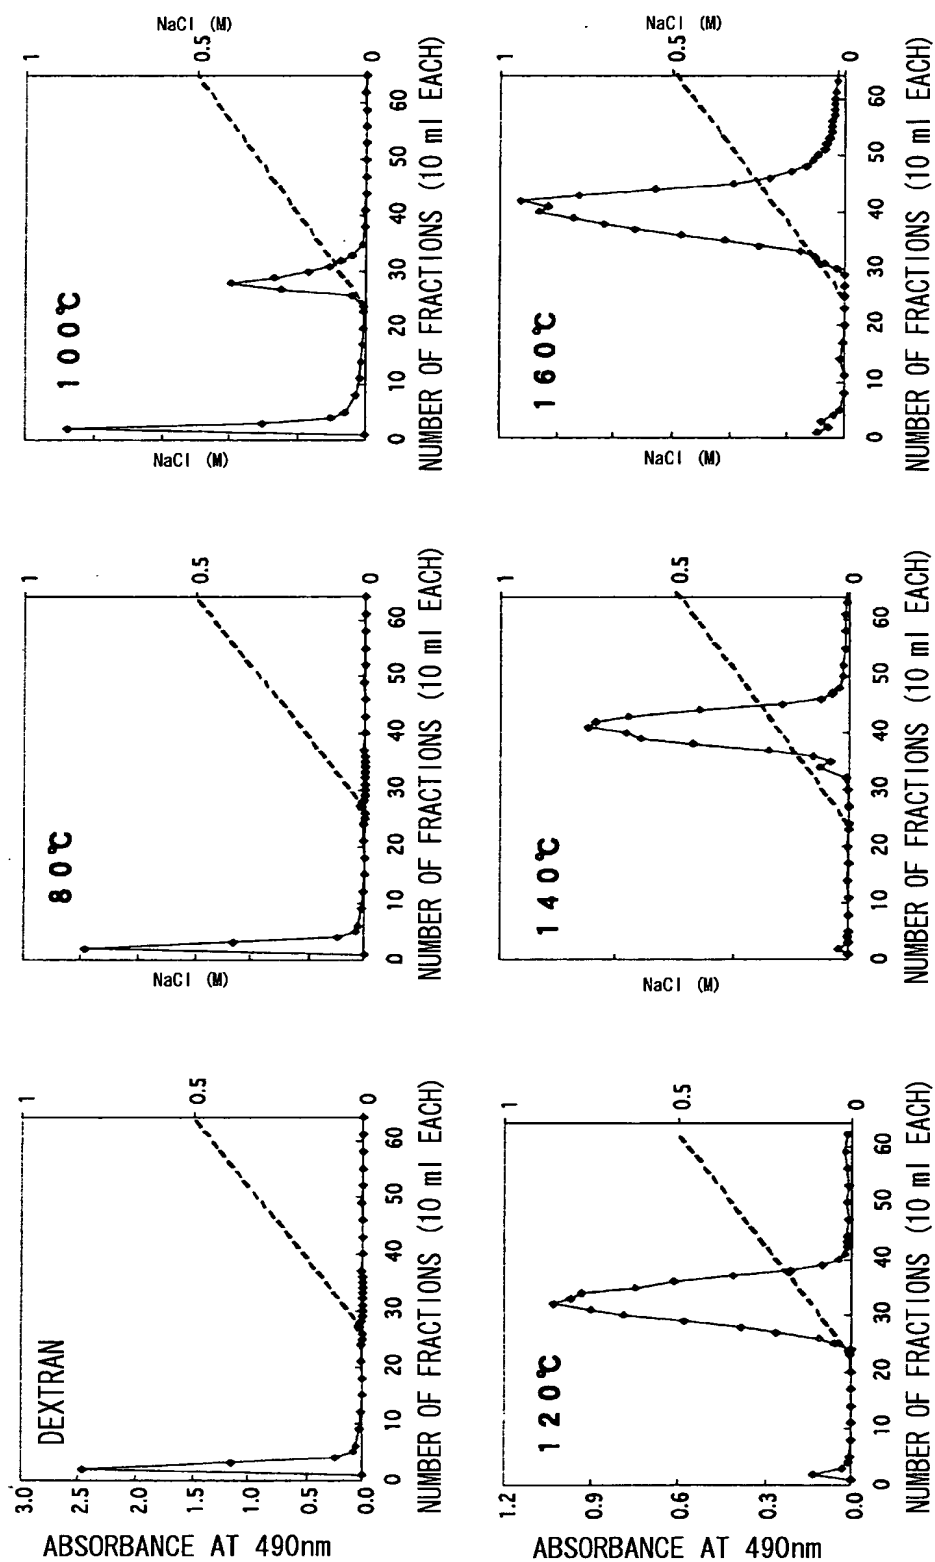 DEXTRAN
ABSORBANCE AT 490nm
3.0
2.5
2.0
1.5
1.0
0.5
0.0
1
0.5
0
NaCl (M)
0 10 20 30 40 50 60
NUMBER OF FRACTIONS (10 ml EACH)
80℃
1
0.5
0
NaCl (M)
0 10 20 30 40 50 60
NUMBER OF FRACTIONS (10 ml EACH)
100℃
1
0.5
0
NaCl (M)
0 10 20 30 40 50 60
NUMBER OF FRACTIONS (10 ml EACH)
120℃
ABSORBANCE AT 490nm
1.2
0.9
0.6
0.3
0.0
1
0.5
0
NaCl (M)
0 10 20 30 40 50 60
NUMBER OF FRACTIONS (10 ml EACH)
140℃
1
0.5
0
NaCl (M)
0 10 20 30 40 50 60
NUMBER OF FRACTIONS (10 ml EACH)
160℃
1
0.5
0
NaCl (M)
0 10 20 30 40 50 60
NUMBER OF FRACTIONS (10 ml EACH)